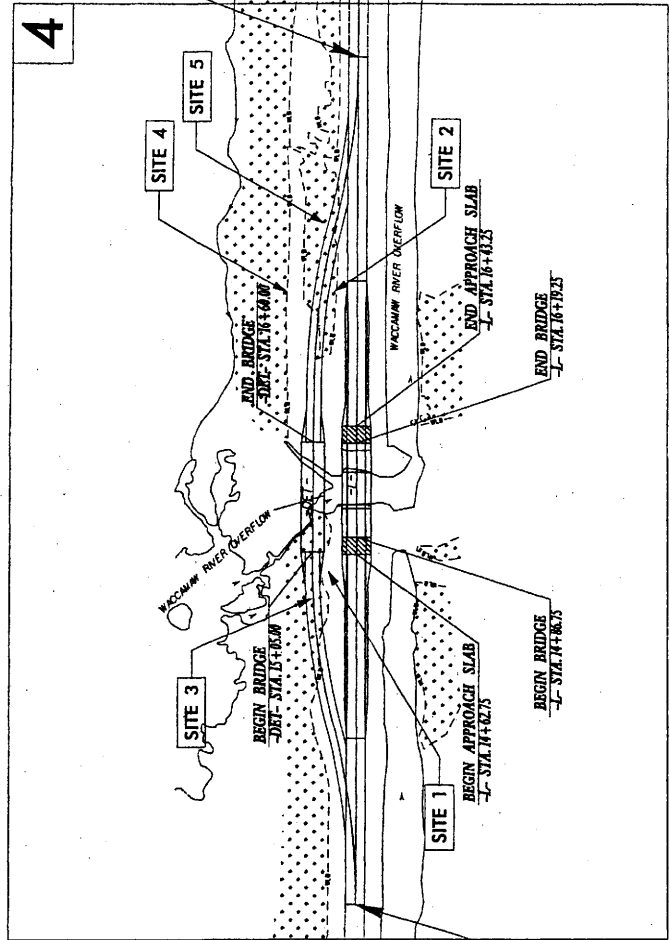 4
SITE 5
SITE 4
SITE 2
WACCAMAW RIVER OVERFLOW
END BRIDGE
-DET- STA. 16+60.00
END APPROACH SLAB
-L- STA. 16+43.25
END BRIDGE
-L- STA. 16+19.25
WACCAMAW RIVER OVERFLOW
SITE 3
BEGIN BRIDGE
-DET- STA. 15+05.00
BEGIN BRIDGE
-L- STA. 14+86.75
BEGIN APPROACH SLAB
-L- STA. 14+62.75
SITE 1
-DET-
-L-